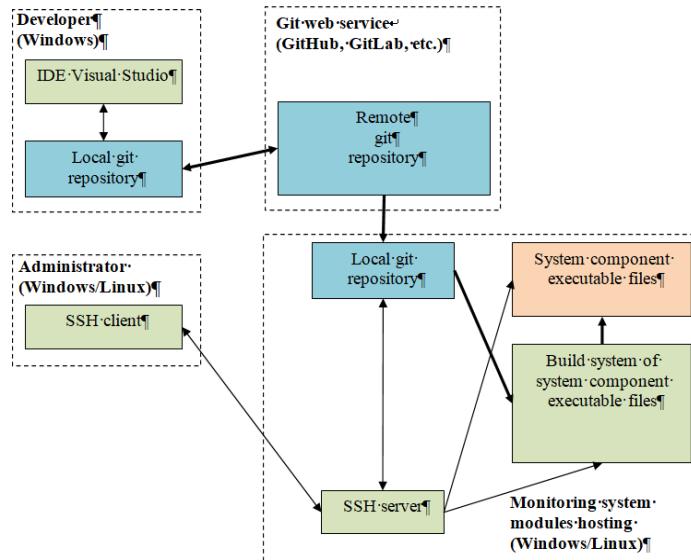 Developer¶
(Windows)¶
IDE·Visual·Studio¶
Local·git·
repository¶
Git·web·service↵
(GitHub,·GitLab,·etc.)¶
Remote¶
git¶
repository¶
Administrator·
(Windows/Linux)¶
SSH·client¶
Local·git·
repository¶
System·component·
executable·files¶
Build·system·of·
system·component·
executable·files¶
SSH·server¶
Monitoring·system·
modules·hosting·
(Windows/Linux)¶